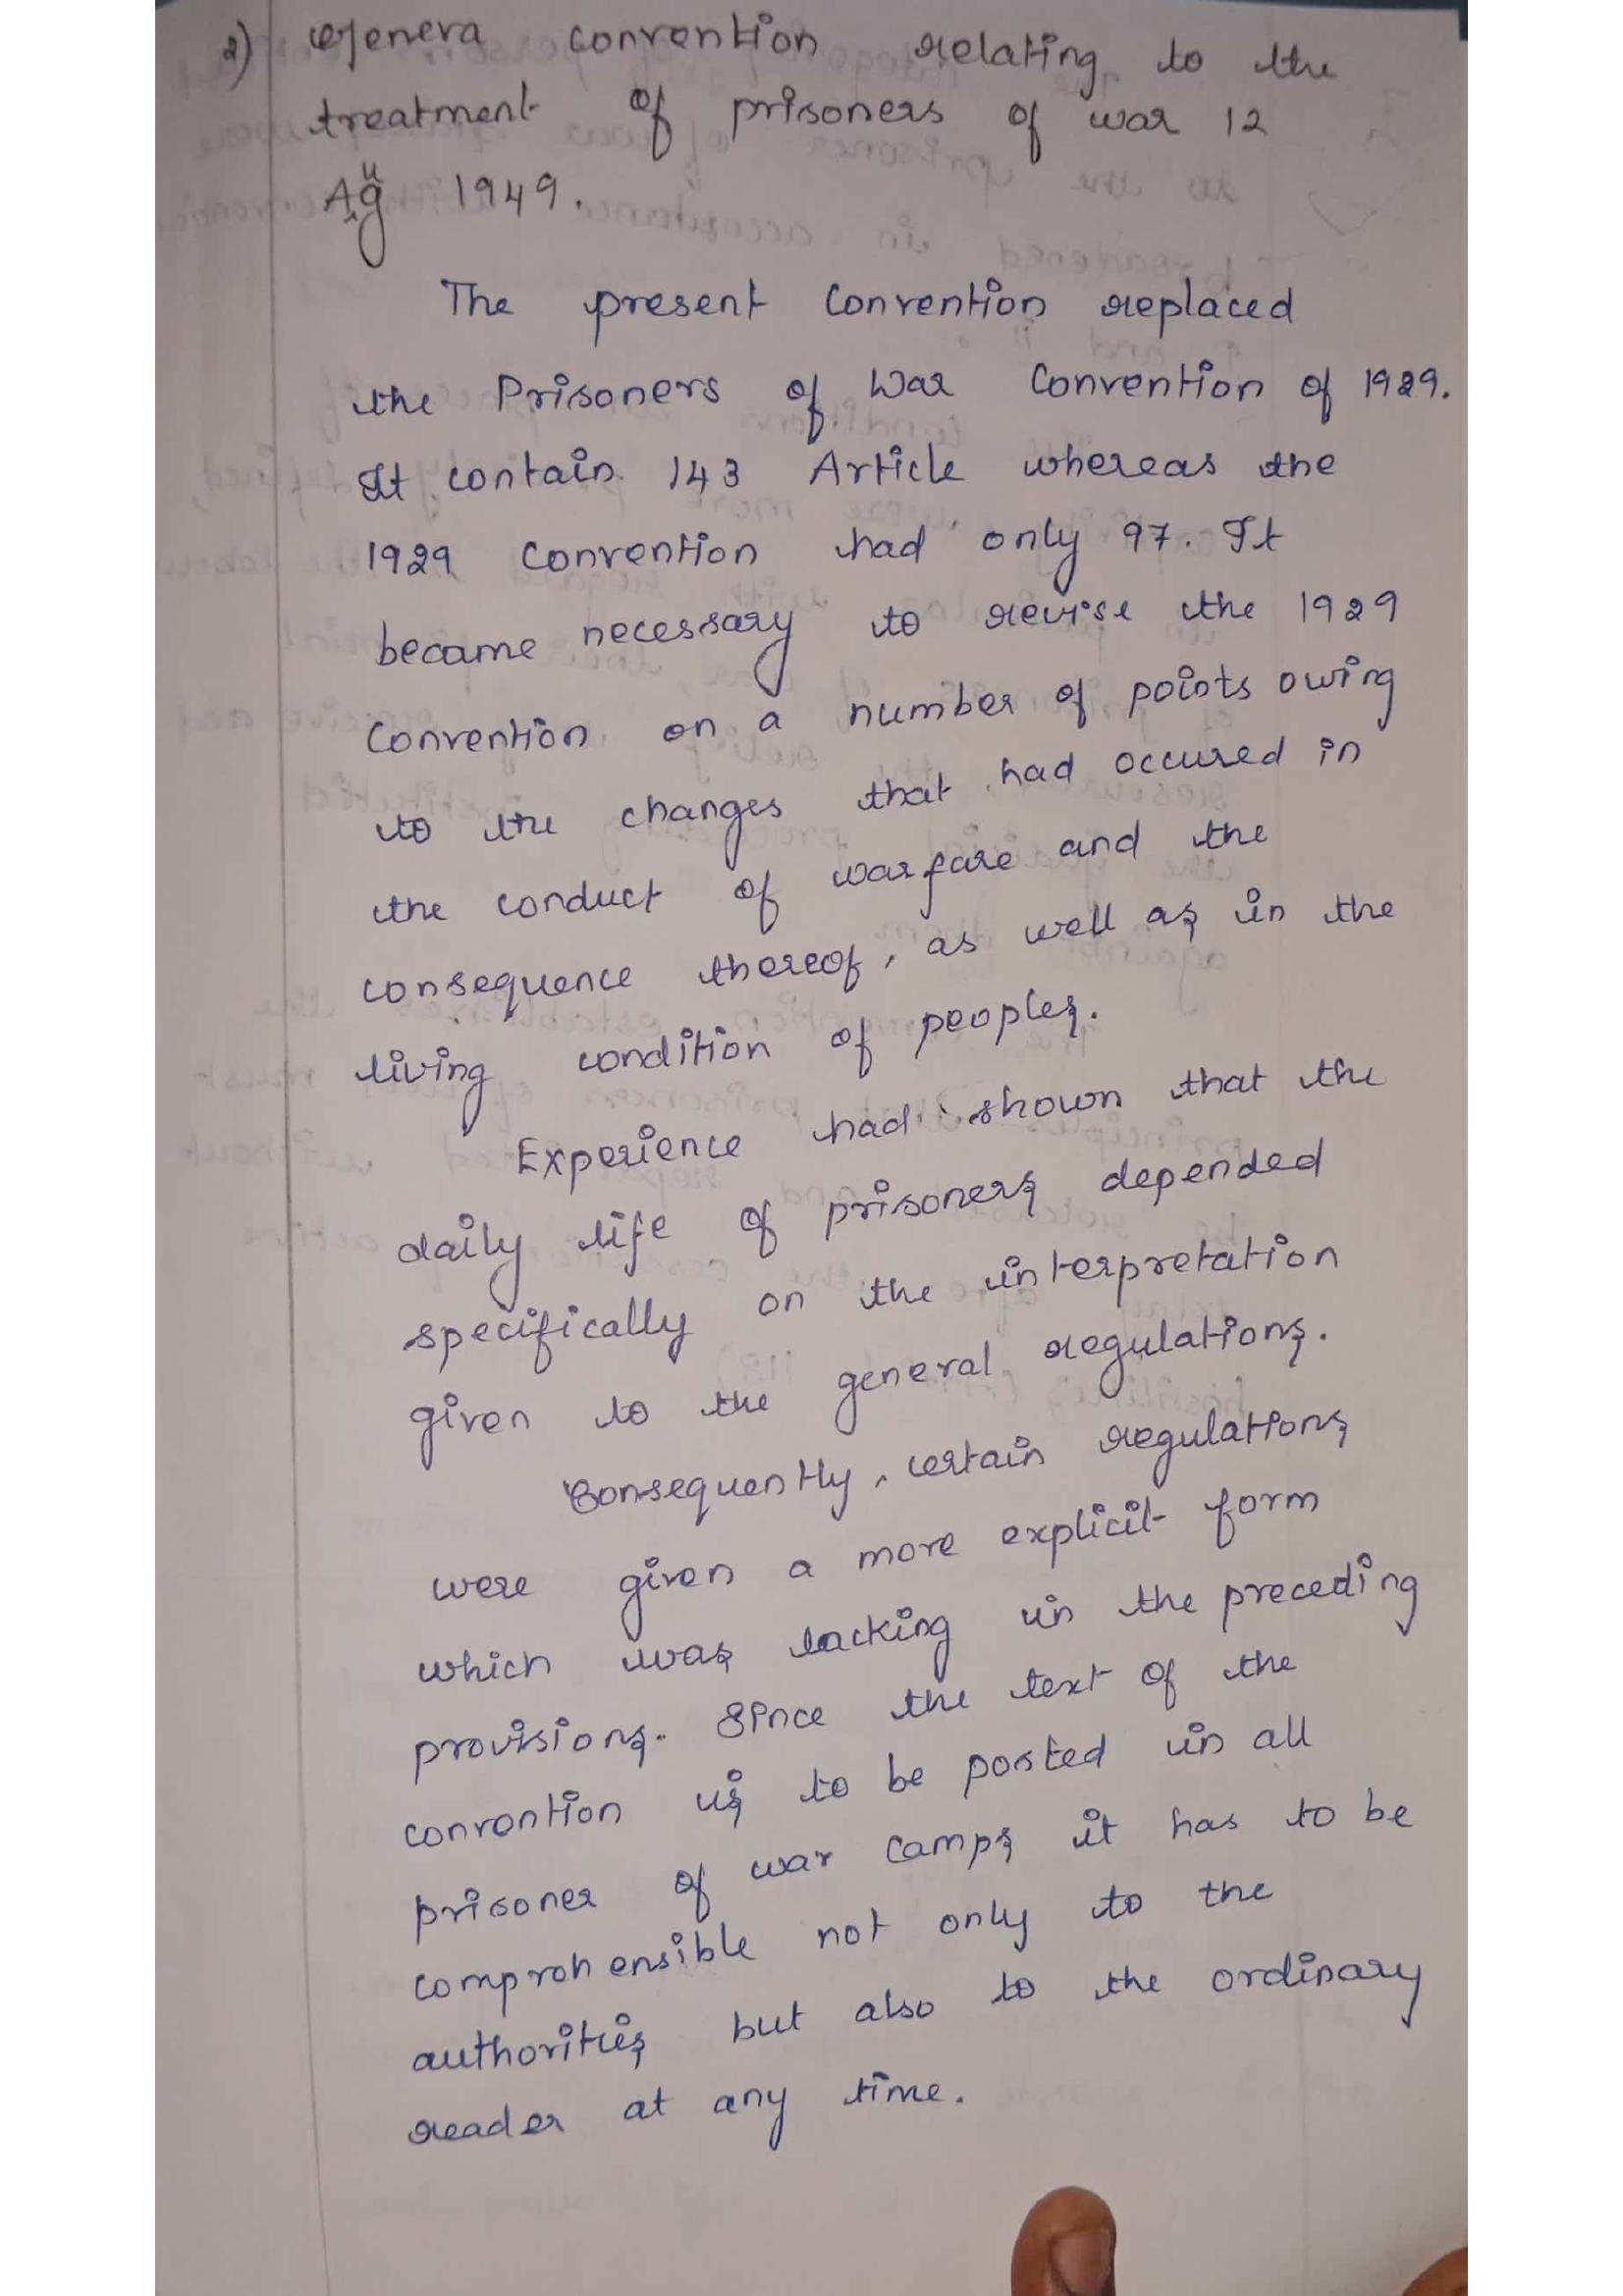 2) Geneva convention relating to the
treatment of prisoners of war 12
Aug 1949.
The present Convention replaced
the Prisoners of War Convention of 1929.
It contain 143 Article whereas the
1929 Convention had only 97. It
became necessary to revise the 1929
Convention on a number of points owing
to the changes that had occured in
the conduct of warfare and the
consequence thereof, as well as in the
living condition of peoples.
Experience had shown that the
daily life of prisoners depended
specifically on the interpretation
given to the general regulations.
Consequently, certain regulations
were given a more explicit form
which was lacking in the preceding
provisions. Since the text of the
convention is to be posted in all
prisoner of war camps it has to be
comprehensible not only to the
authorities but also to the ordinary
reader at any time.